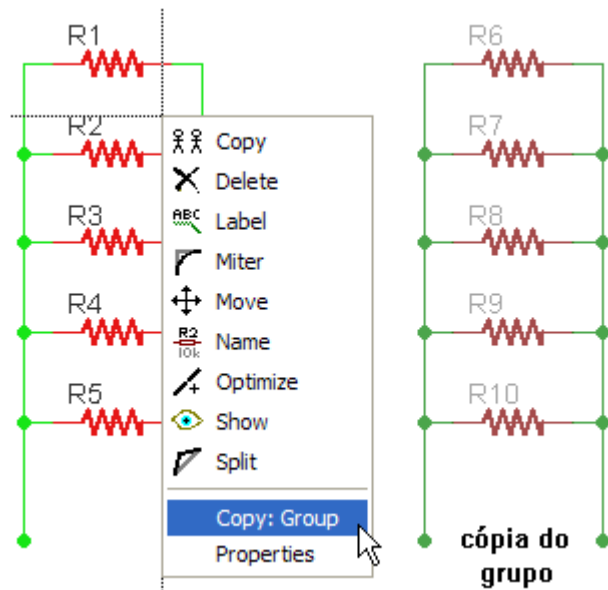 R1
R2
R3
R4
R5
Copy
Delete
ABC
Label
Miter
Move
R2
10k
Name
Optimize
Show
Split
Copy: Group
Properties
R6
R7
R8
R9
R10
cópia do
grupo